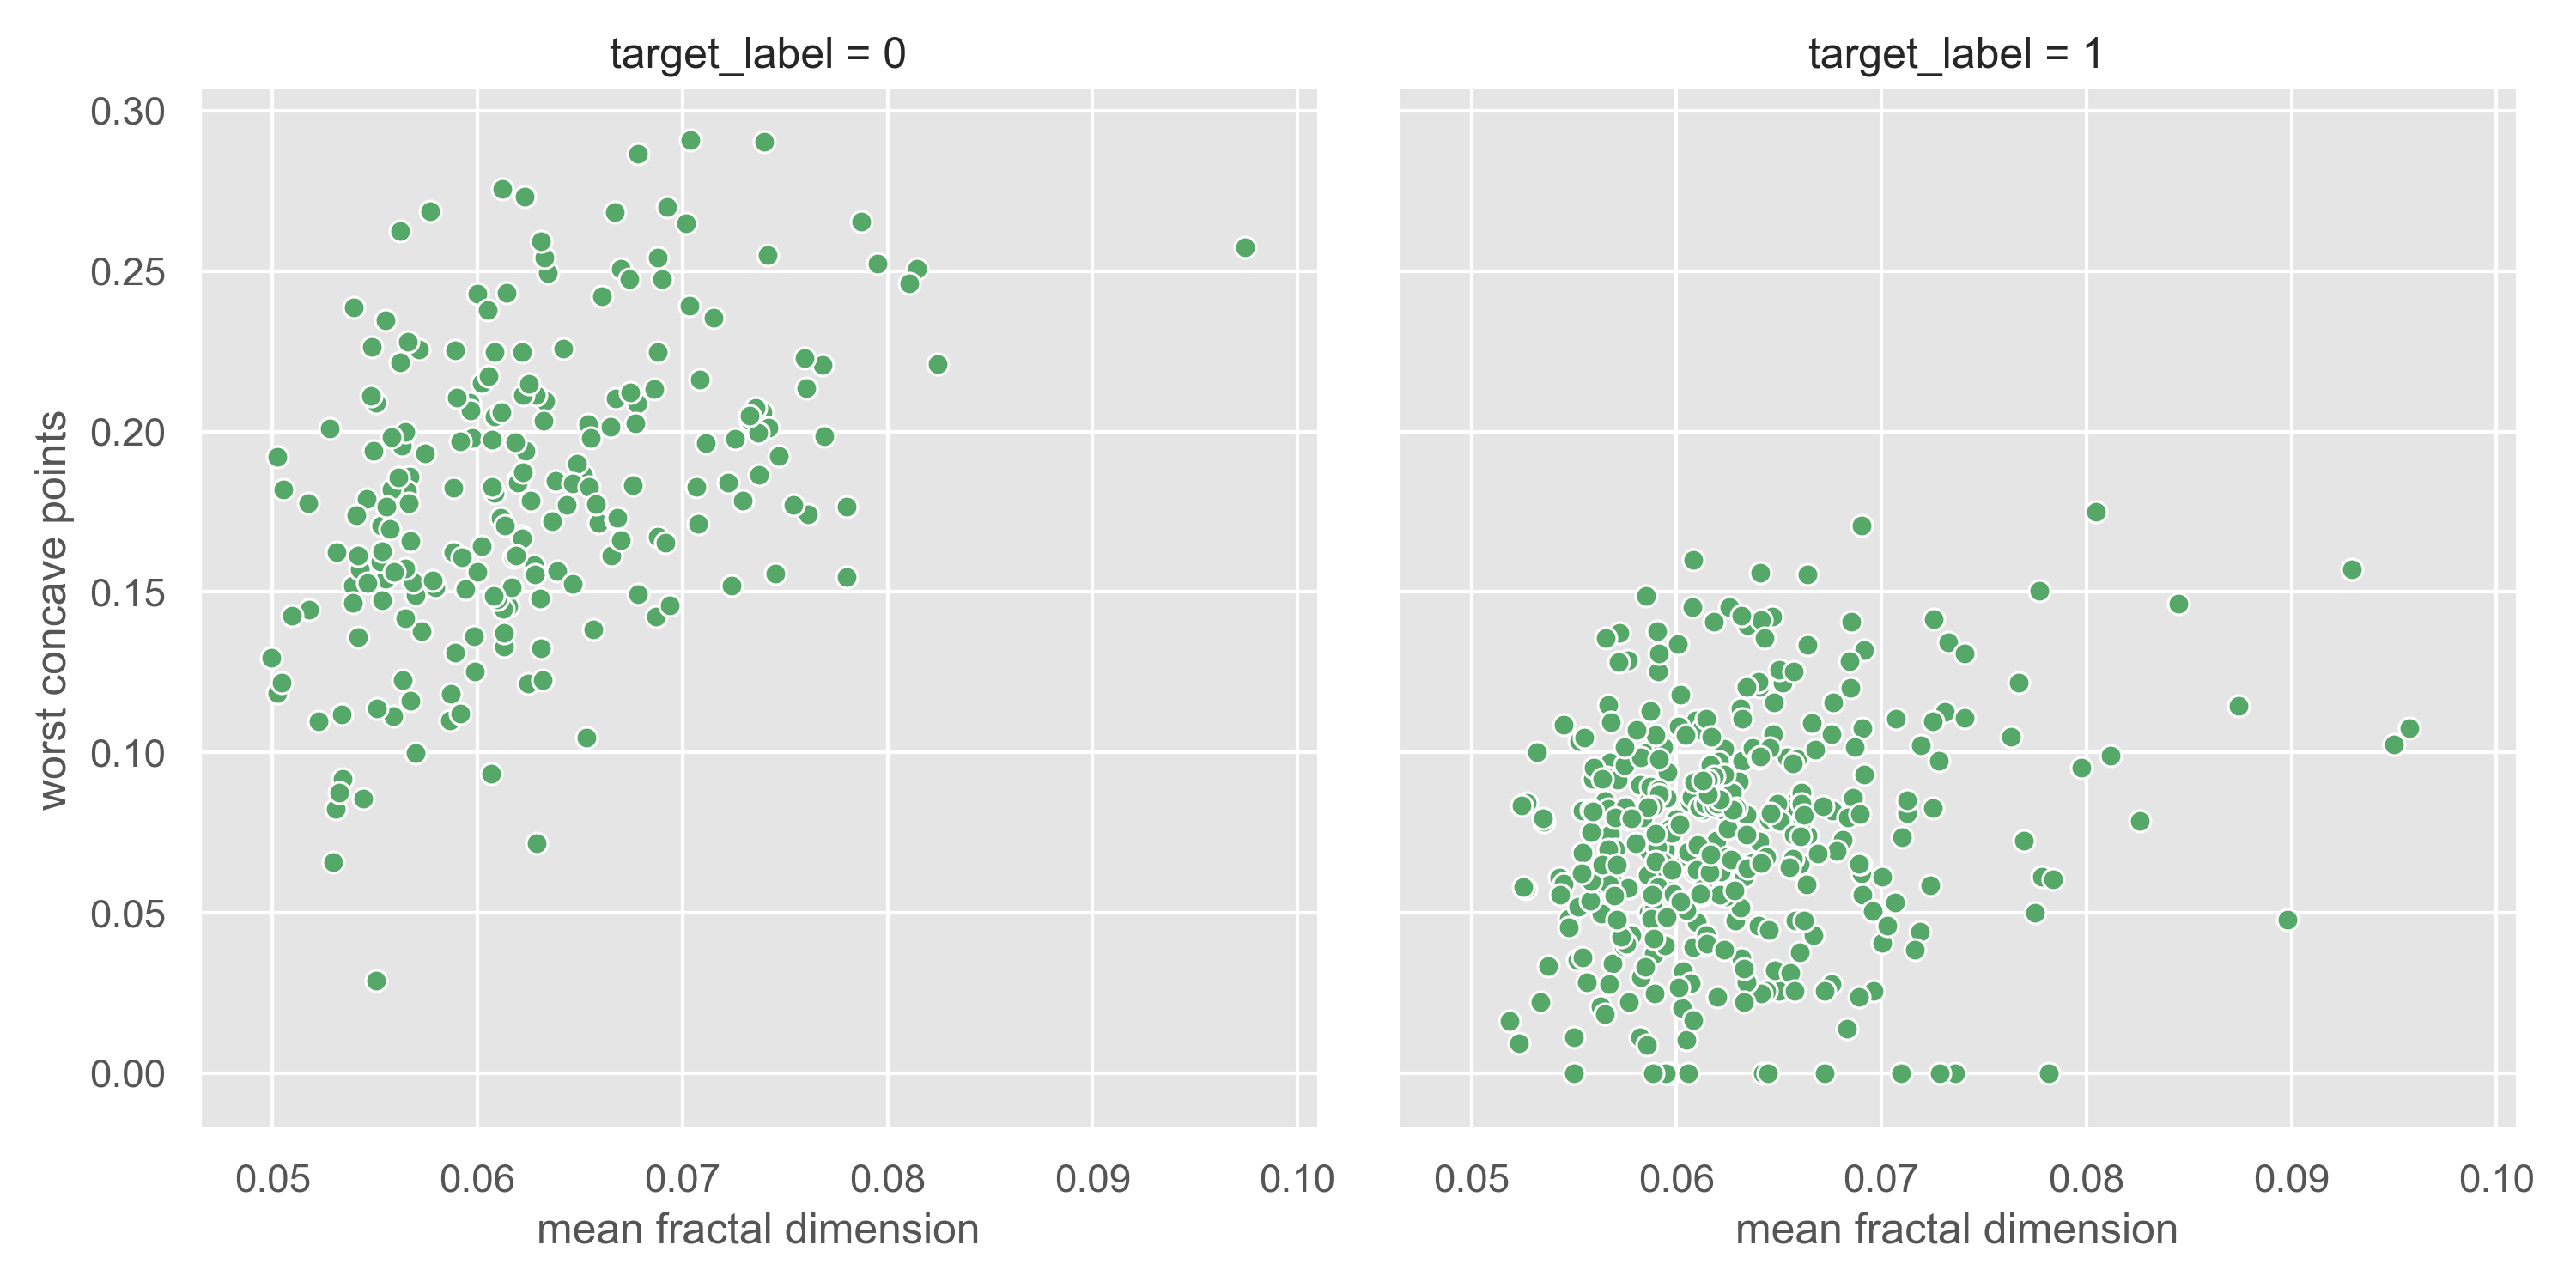 target_label = 0
target_label = 1
0.30
0.25
0.20
0.15
0.10
0.05
0.00
worst concave points
0.05 0.06 0.07 0.08 0.09 0.10
0.05 0.06 0.07 0.08 0.09 0.10
mean fractal dimension
mean fractal dimension